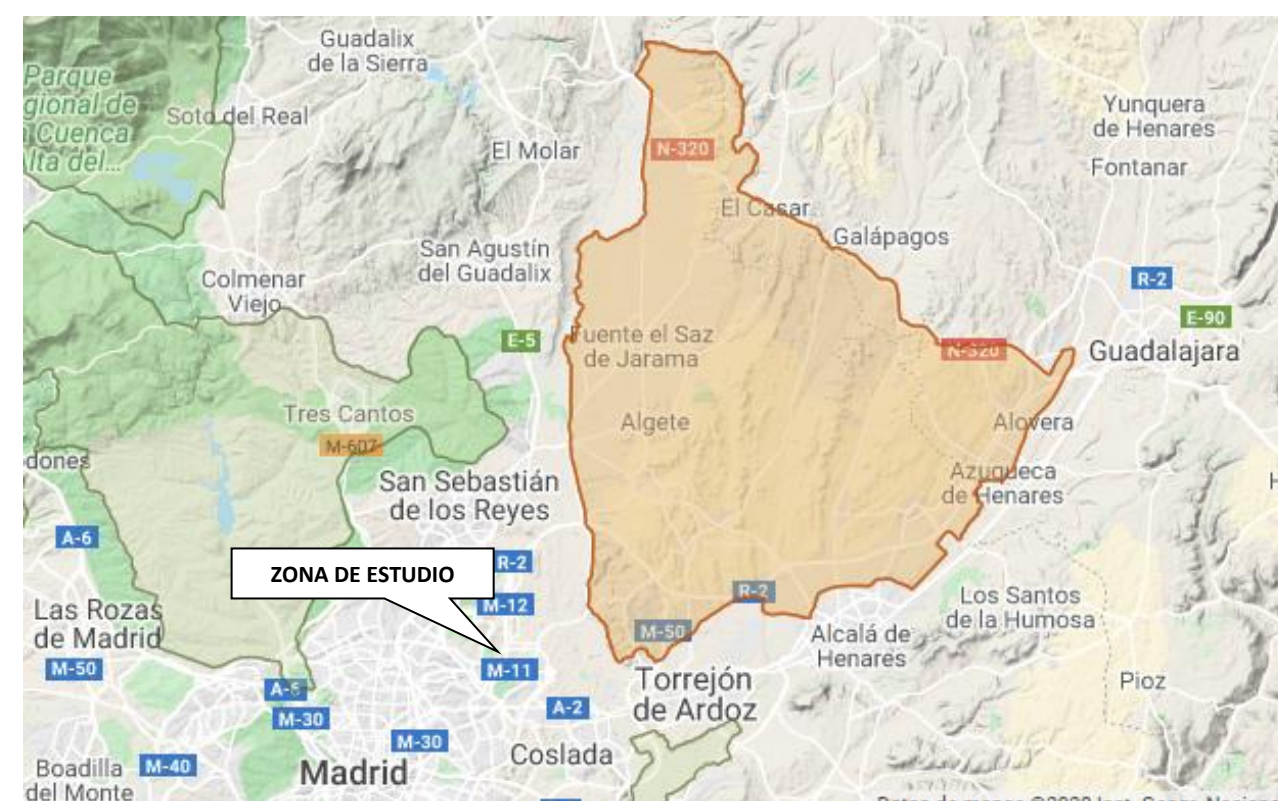 Guadalix
de la Sierra
Parque
gional de
Cuenca
lta del...
Soto del Real
El Molar
N-320
Yunquera
de Henares
Fontanar
El Casar
Galápagos
San Agustín
del Guadalix
Colmenar
Viejo
R-2
E-90
E-5
Fuente el Saz
de Jarama
N-320
Guadalajara
Tres Cantos
M-607
Algete
Alovera
dones
San Sebastián
de los Reyes
Azuqueca
de Henares
A-6
ZONA DE ESTUDIO
R-2
M-12
R-2
Las Rozas
de Madrid
M-50
Los Santos
de la Humosa
Alcalá de
Henares
M-50
M-11
Torrejón
de Ardoz
Pioz
A-6
M-30
A-2
M-30
Coslada
Boadilla
del Monte
M-40
Madrid